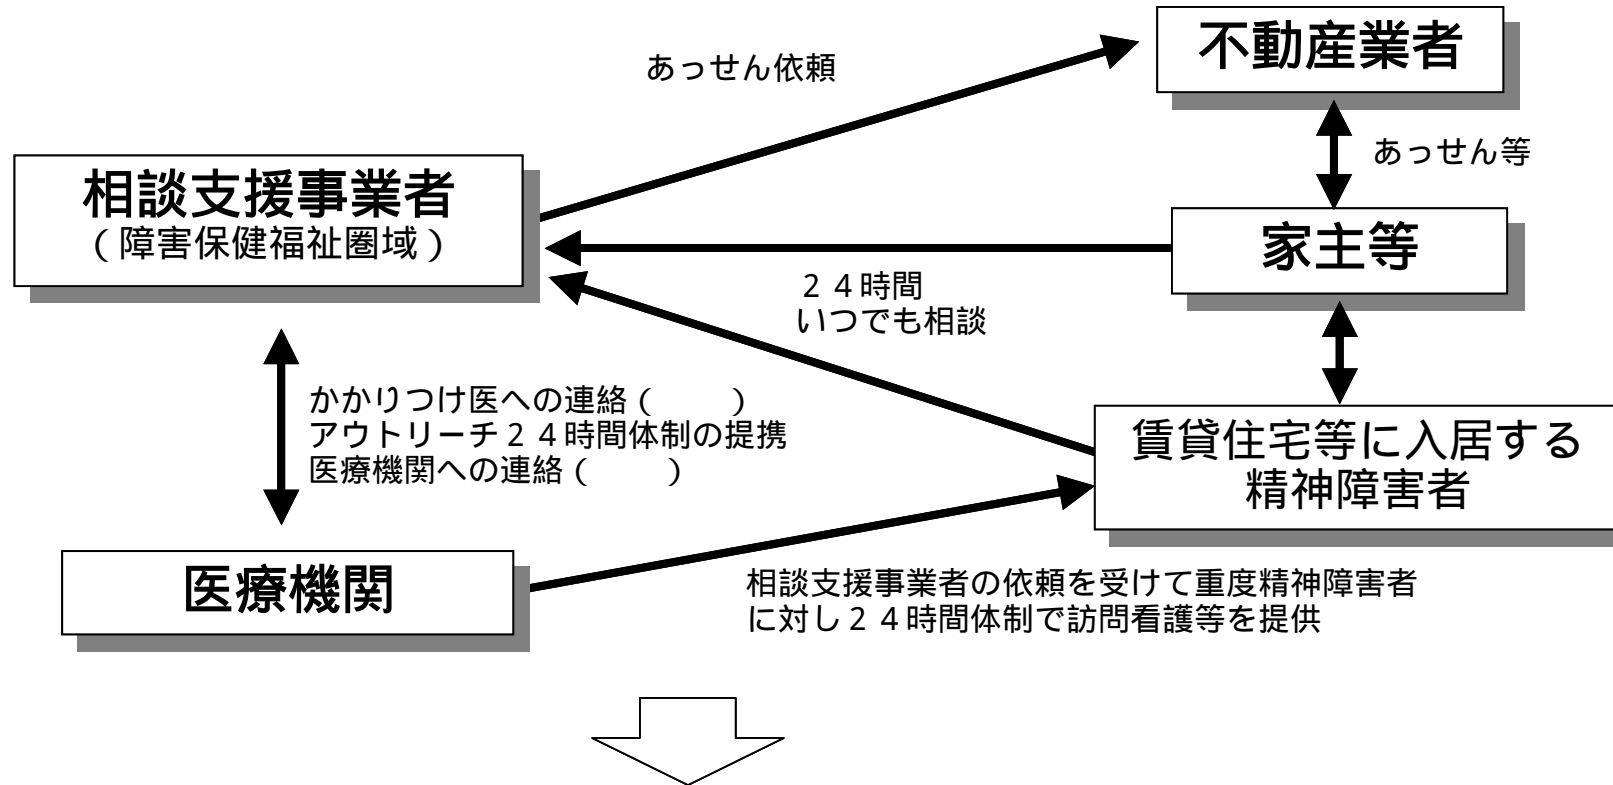 不動産業者
あっせん依頼
あっせん等
相談支援事業者
（障害保健福祉圏域）
家主等
２４時間
いつでも相談
かかりつけ医への連絡（　　）
アウトリーチ２４時間体制の提携
医療機関への連絡（　　）
賃貸住宅等に入居する
精神障害者
医療機関
相談支援事業者の依頼を受けて重度精神障害者
に対し２４時間体制で訪問看護等を提供